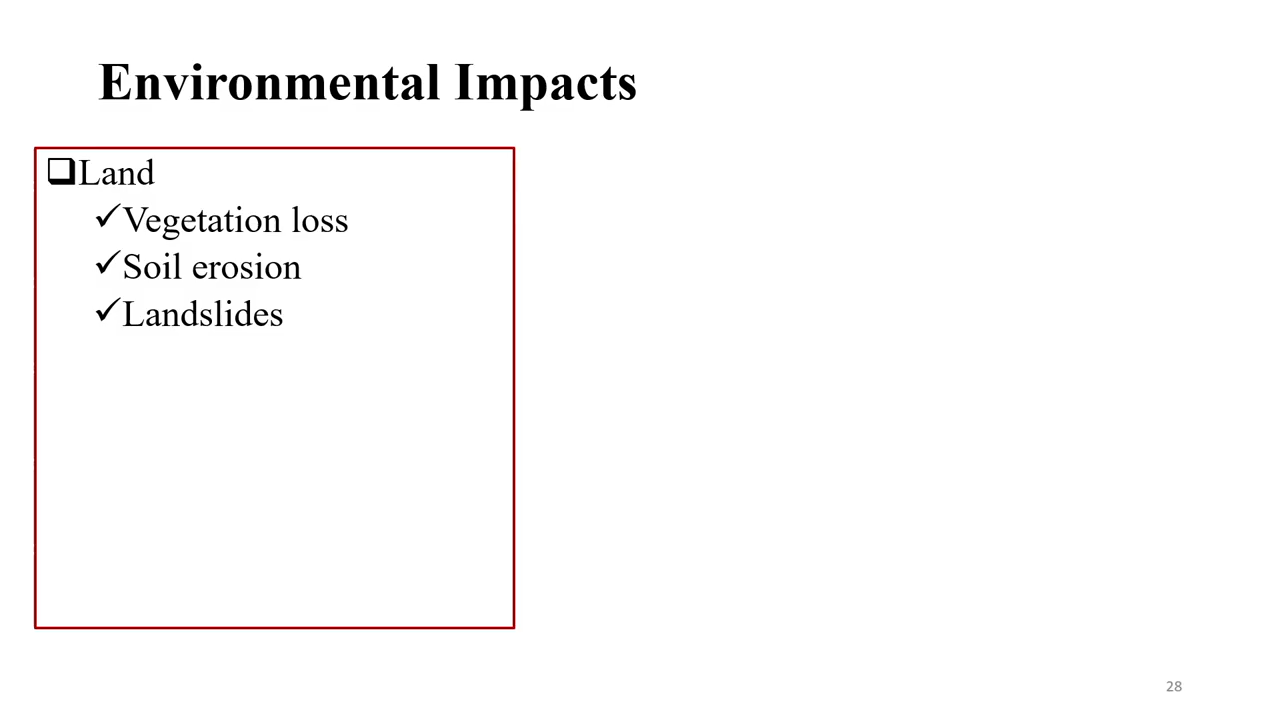 Environmental Impacts
❑Land
✓Vegetation loss
✓Soil erosion
✓Landslides
28